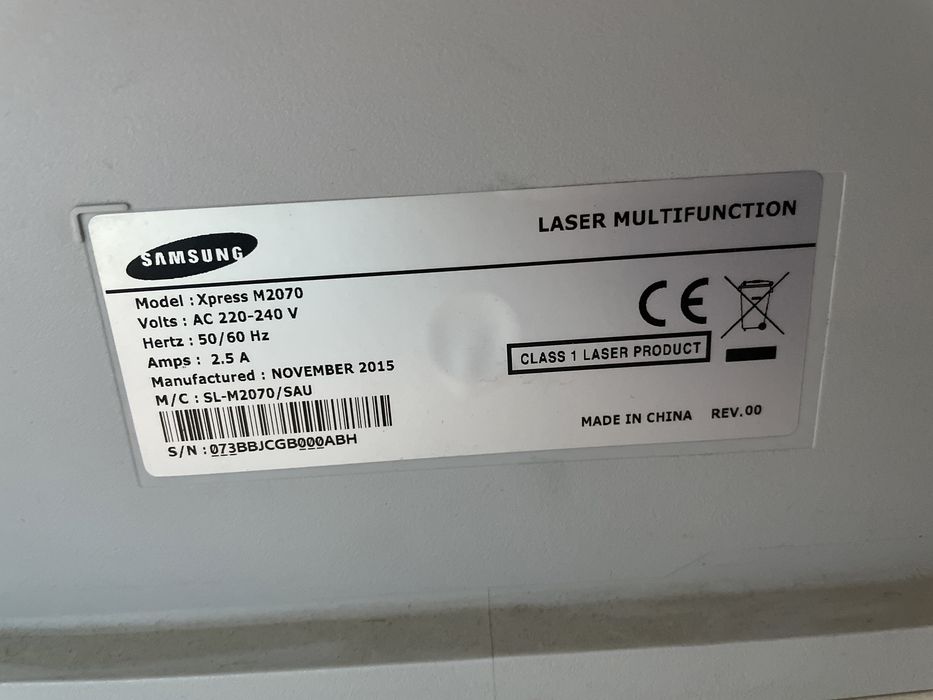 LASER MULTIFUNCTION
SAMSUNG
Model : Xpress M2070
Volts : AC 220-240 V
Hertz : 50/60 Hz
Amps : 2.5 A
Manufactured : NOVEMBER 2015
M/C : SL-M2070/SAU
S/N : 073BBJCGB000ABH
CE
CLASS 1 LASER PRODUCT
MADE IN CHINA REV.00